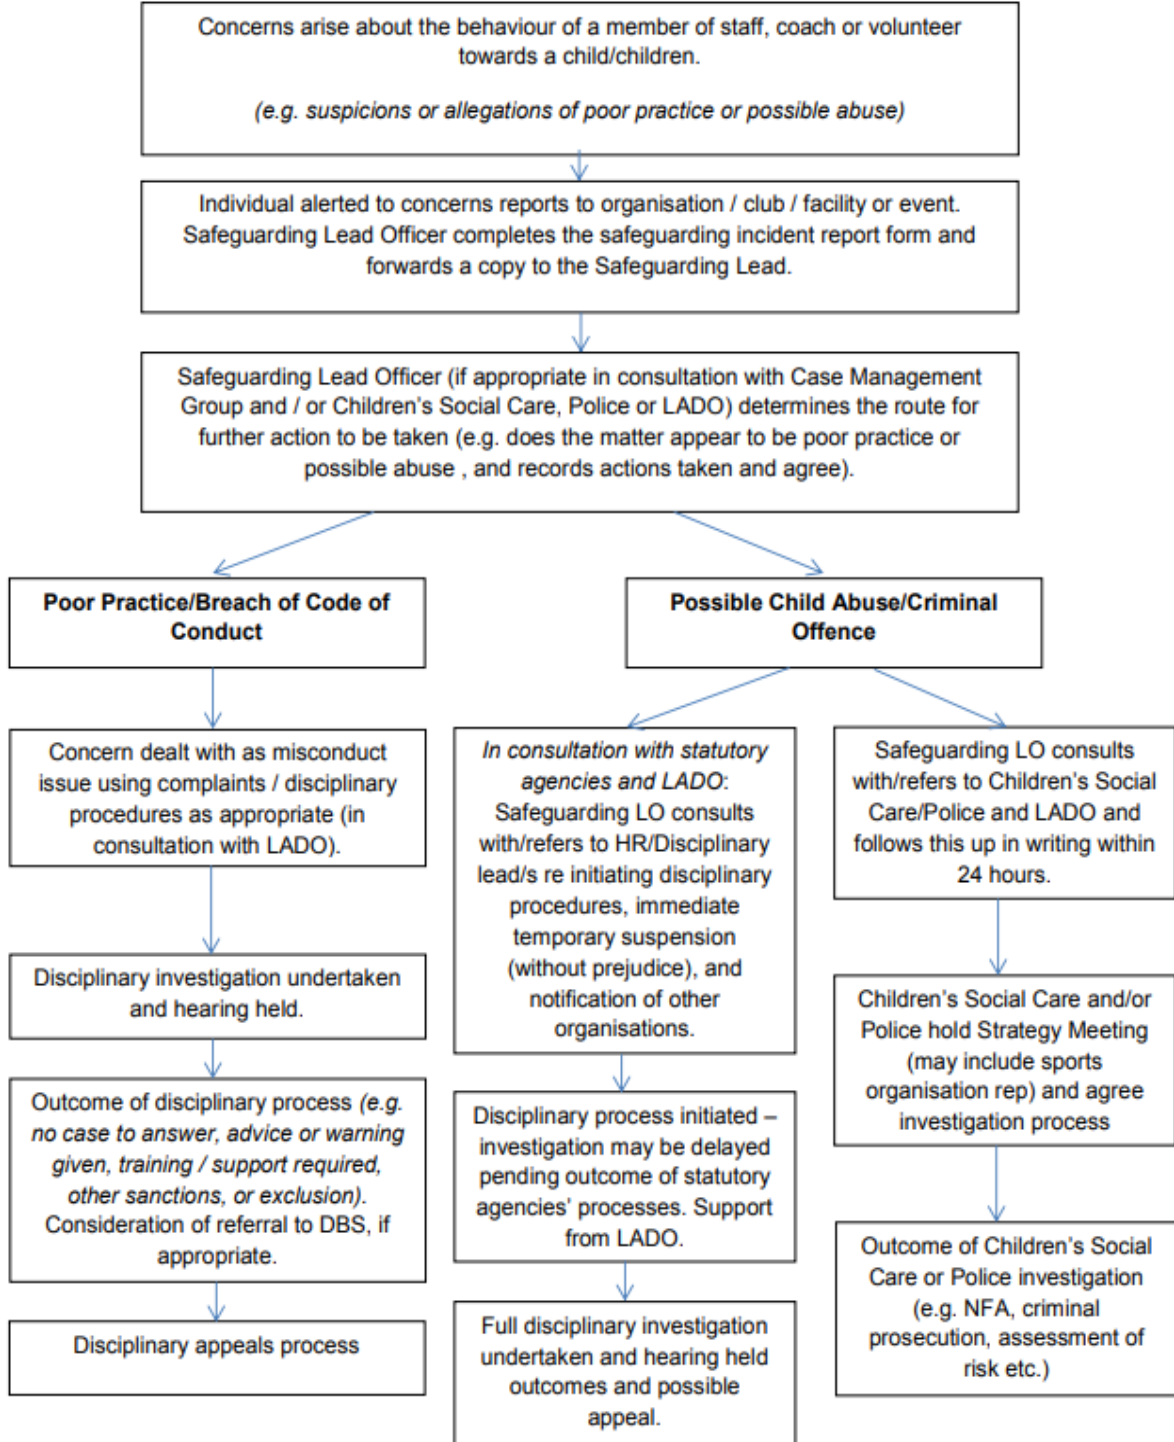 Concerns arise about the behaviour of a member of staff, coach or volunteer
towards a child/children.
(e.g. suspicions or allegations of poor practice or possible abuse)
Individual alerted to concerns reports to organisation / club / facility or event.
Safeguarding Lead Officer completes the safeguarding incident report form and
forwards a copy to the Safeguarding Lead.
Safeguarding Lead Officer (if appropriate in consultation with Case Management
Group and / or Children's Social Care, Police or LADO) determines the route for
further action to be taken (e.g. does the matter appear to be poor practice or
possible abuse , and records actions taken and agree).
Poor Practice/Breach of Code of
Conduct
Concern dealt with as misconduct
issue using complaints / disciplinary
procedures as appropriate (in
consultation with LADO).
Disciplinary investigation undertaken
and hearing held.
Outcome of disciplinary process (e.g.
no case to answer, advice or warning
given, training / support required,
other sanctions, or exclusion).
Consideration of referral to DBS, if
appropriate.
Disciplinary appeals process
Possible Child Abuse/Criminal
Offence
In consultation with statutory
agencies and LADO:
Safeguarding LO consults
with/refers to HR/Disciplinary
lead/s re initiating disciplinary
procedures, immediate
temporary suspension
(without prejudice), and
notification of other
organisations.
Disciplinary process initiated –
investigation may be delayed
pending outcome of statutory
agencies' processes. Support
from LADO.
Full disciplinary investigation
undertaken and hearing held
outcomes and possible
appeal.
Safeguarding LO consults
with/refers to Children's Social
Care/Police and LADO and
follows this up in writing within
24 hours.
Children's Social Care and/or
Police hold Strategy Meeting
(may include sports
organisation rep) and agree
investigation process
Outcome of Children's Social
Care or Police investigation
(e.g. NFA, criminal
prosecution, assessment of
risk etc.)